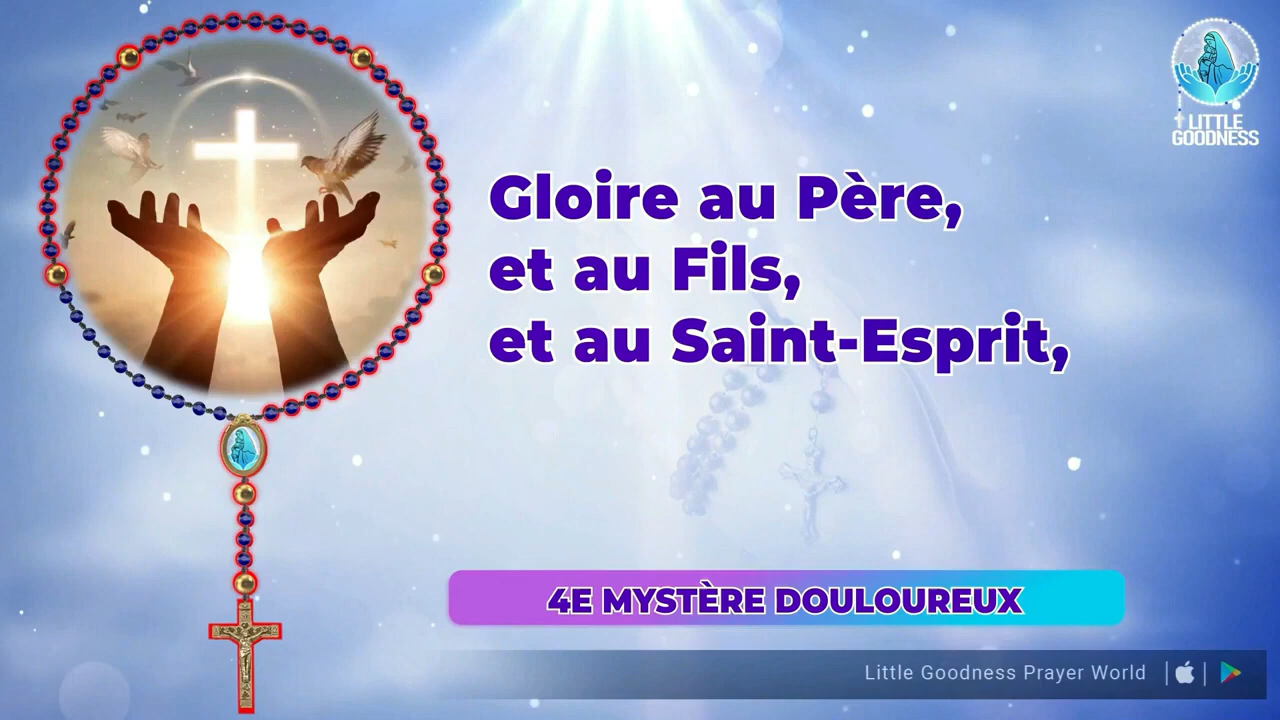 Gloire au Père,
et au Fils,
et au Saint-Esprit,
4E MYSTÈRE DOULOUREUX
Little Goodness Prayer World
LITTLE
GOODNESS